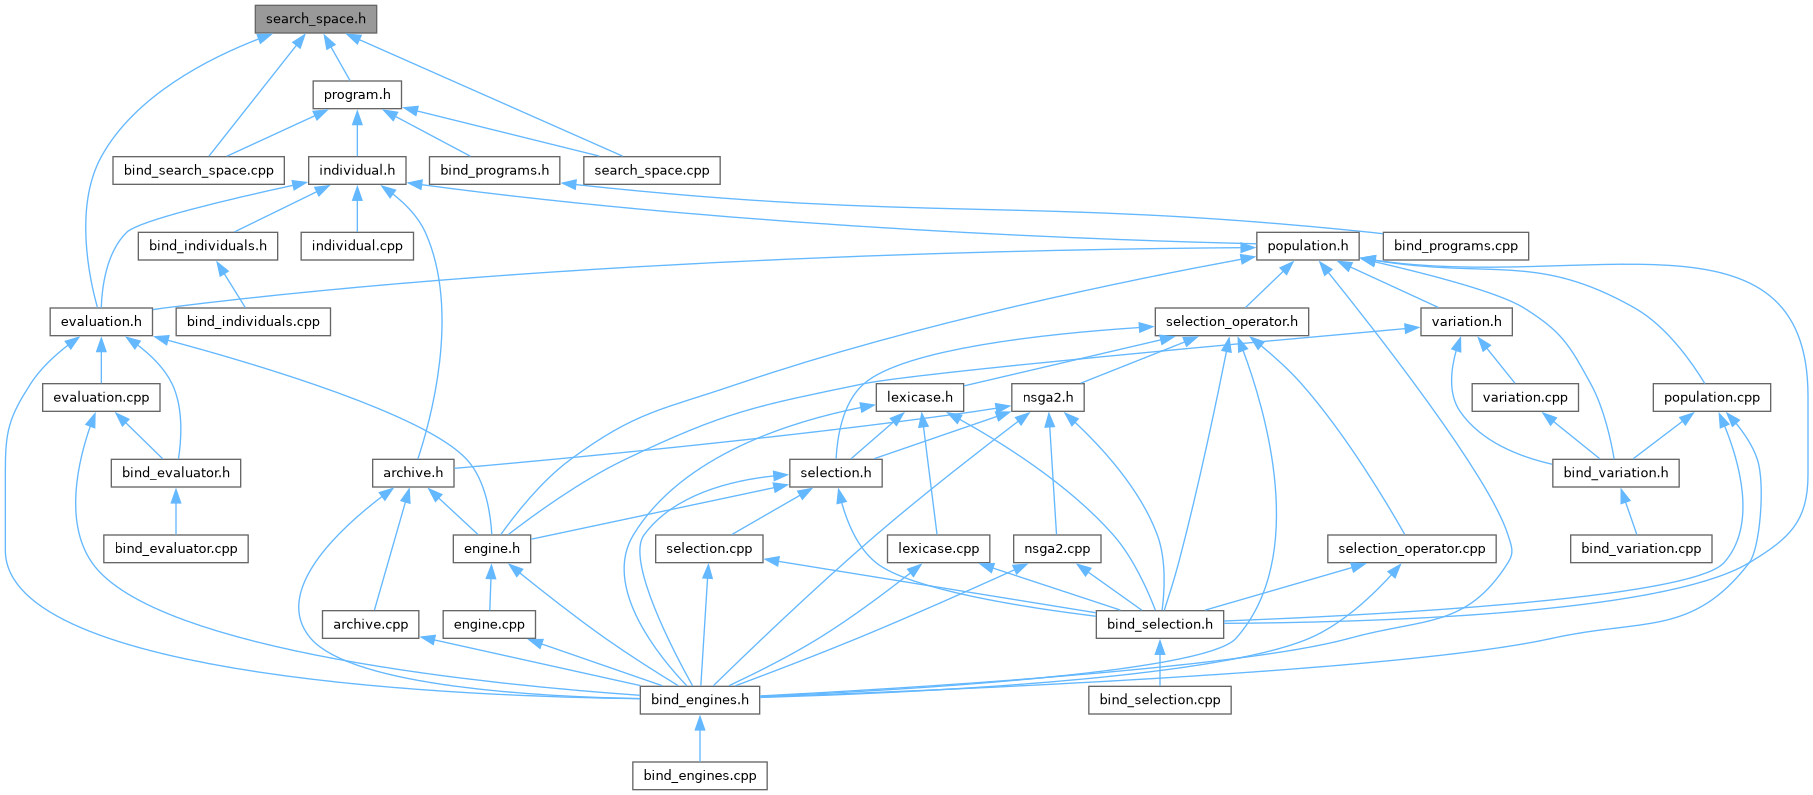 search_space.h
program.h
bind_search_space.cpp
individual.h
bind_programs.h
search_space.cpp
bind_individuals.h
individual.cpp
population.h
bind_programs.cpp
evaluation.h
bind_individuals.cpp
selection_operator.h
variation.h
evaluation.cpp
lexicase.h
nsga2.h
variation.cpp
population.cpp
bind_evaluator.h
archive.h
selection.h
bind_variation.h
bind_evaluator.cpp
engine.h
selection.cpp
lexicase.cpp
nsga2.cpp
selection_operator.cpp
bind_variation.cpp
archive.cpp
engine.cpp
bind_selection.h
bind_engines.h
bind_selection.cpp
bind_engines.cpp